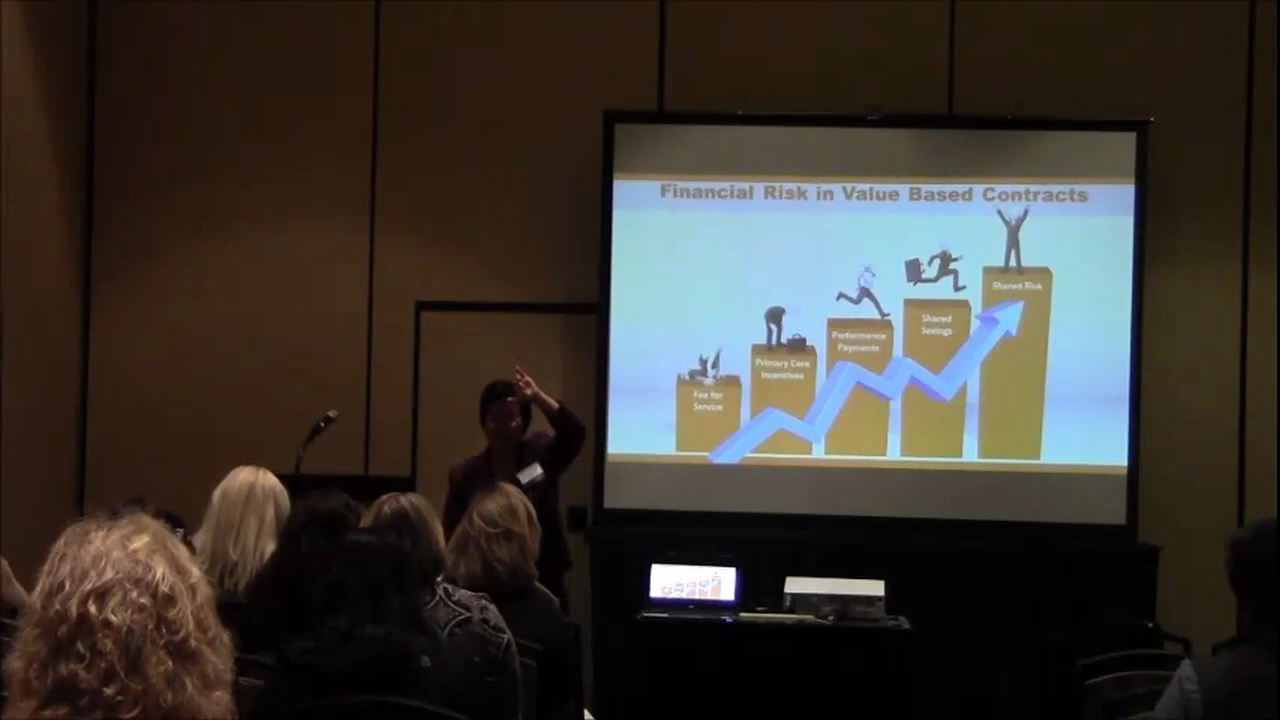 Financial Risk in Value Based Contracts
Fee for
Service
Primary Care
Incentives
Performance
Payments
Shared
Savings
Shared Risk